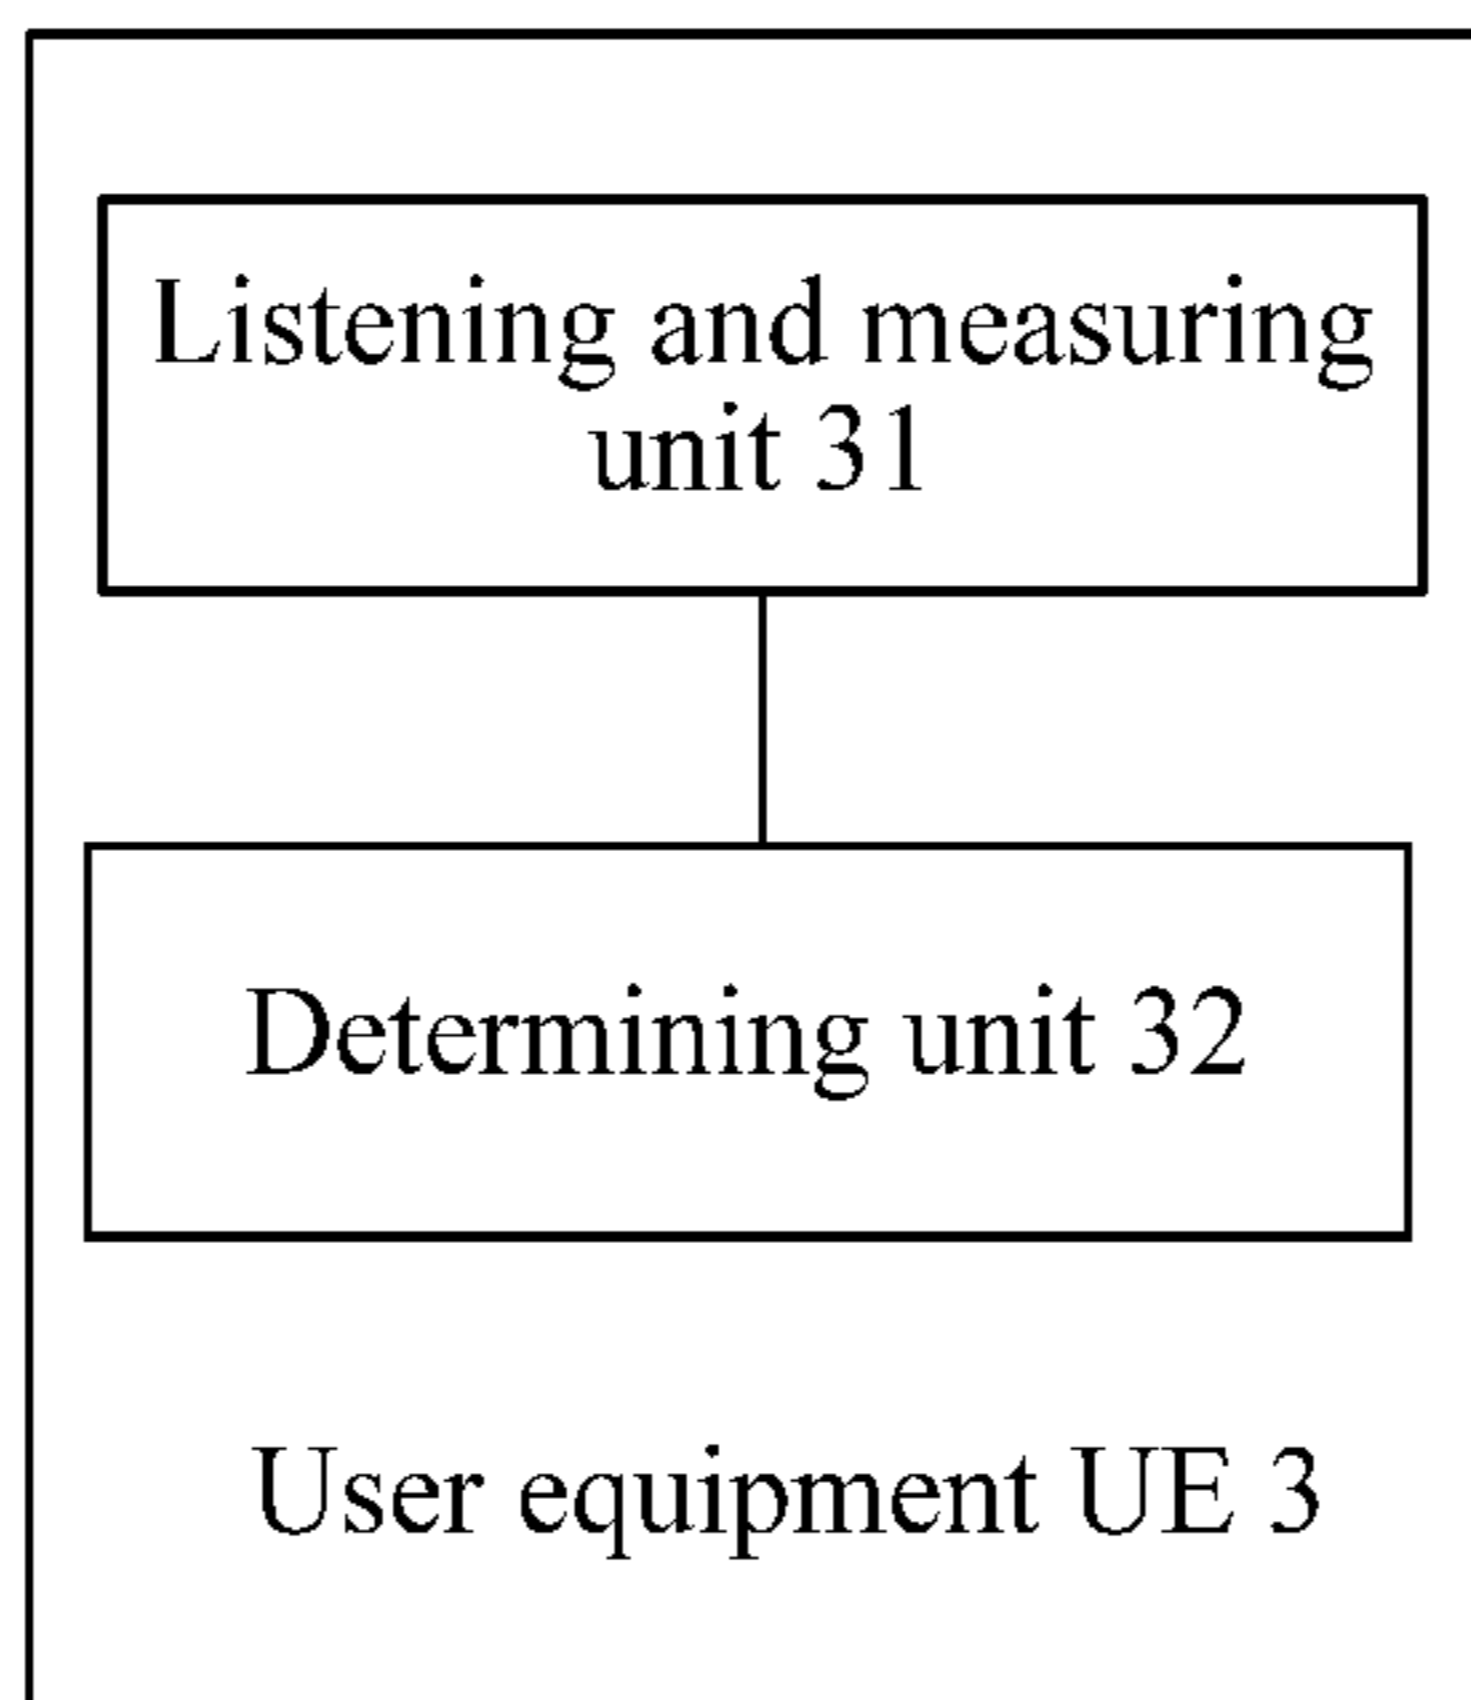 Listening and measuring
unit 31
Determining unit 32
User equipment UE 3